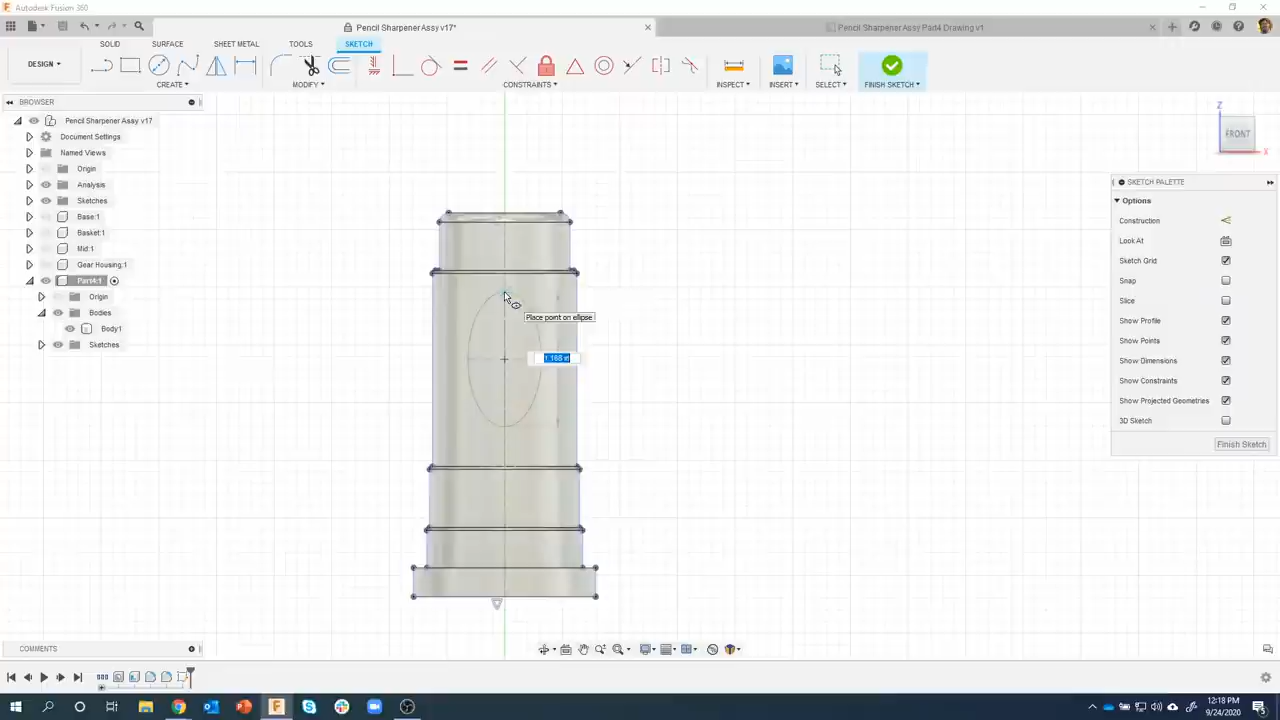 Autodesk Fusion 360
Pencil Sharpener Assy v17*
Pencil Sharpener Assy Part4 Drawing v1
SOLID
SURFACE
SHEET METAL
TOOLS
SKETCH
DESIGN
CREATE
MODIFY
CONSTRAINTS
INSPECT
INSERT
SELECT
FINISH SKETCH
BROWSER
Pencil Sharpener Assy v17
Document Settings
Named Views
Origin
Analysis
Sketches
Base:1
Basket:1
Mid:1
Gear Housing:1
Part4:1
Origin
Bodies
Body1
Sketches
Place point on ellipse
Z
FRONT
X
SKETCH PALETTE
Options
Construction
Look At
Sketch Grid
Snap
Slice
Show Profile
Show Points
Show Dimensions
Show Constraints
Show Projected Geometries
3D Sketch
Finish Sketch
COMMENTS
12:18 PM
9/24/2020